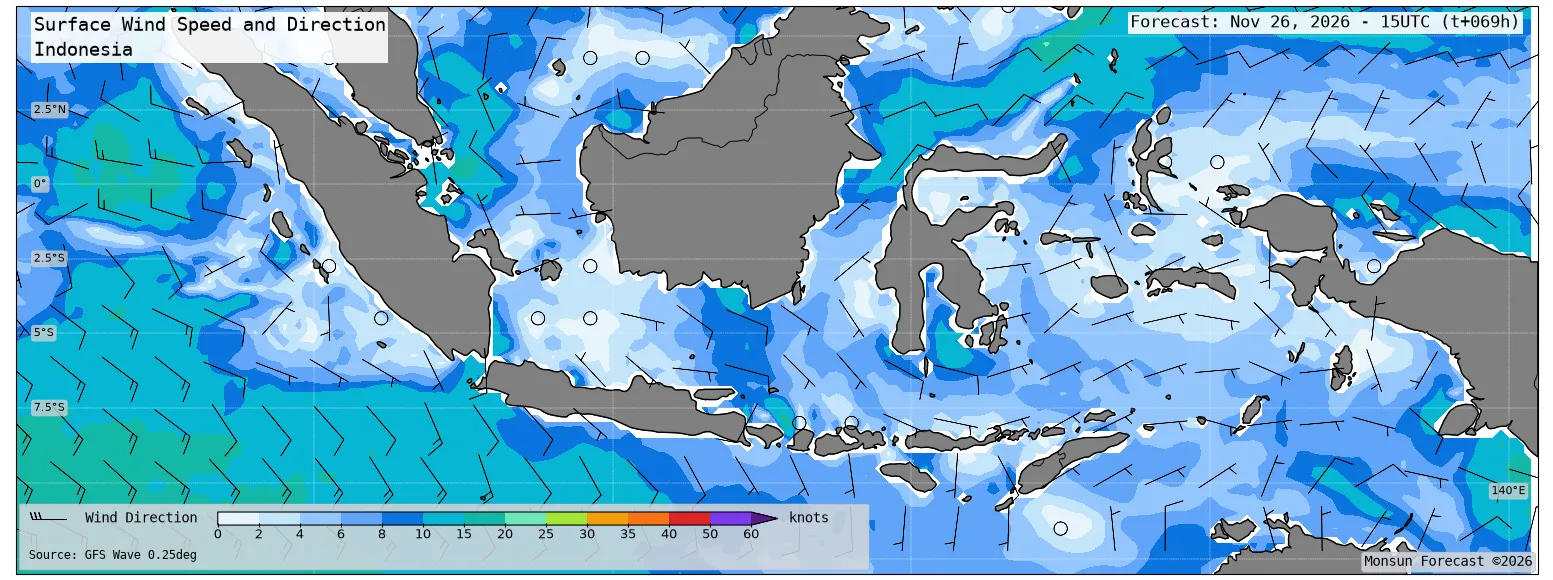 Surface Wind Speed and Direction
Indonesia
Forecast: Nov 26, 2026 - 15UTC (t+069h)
2.5°N
0°
2.5°S
5°S
7.5°S
140°E
Wind Direction
knots
0 2 4 6 8 10 15 20 25 30 35 40 50 60
Source: GFS Wave 0.25deg
Monsun Forecast ©2026